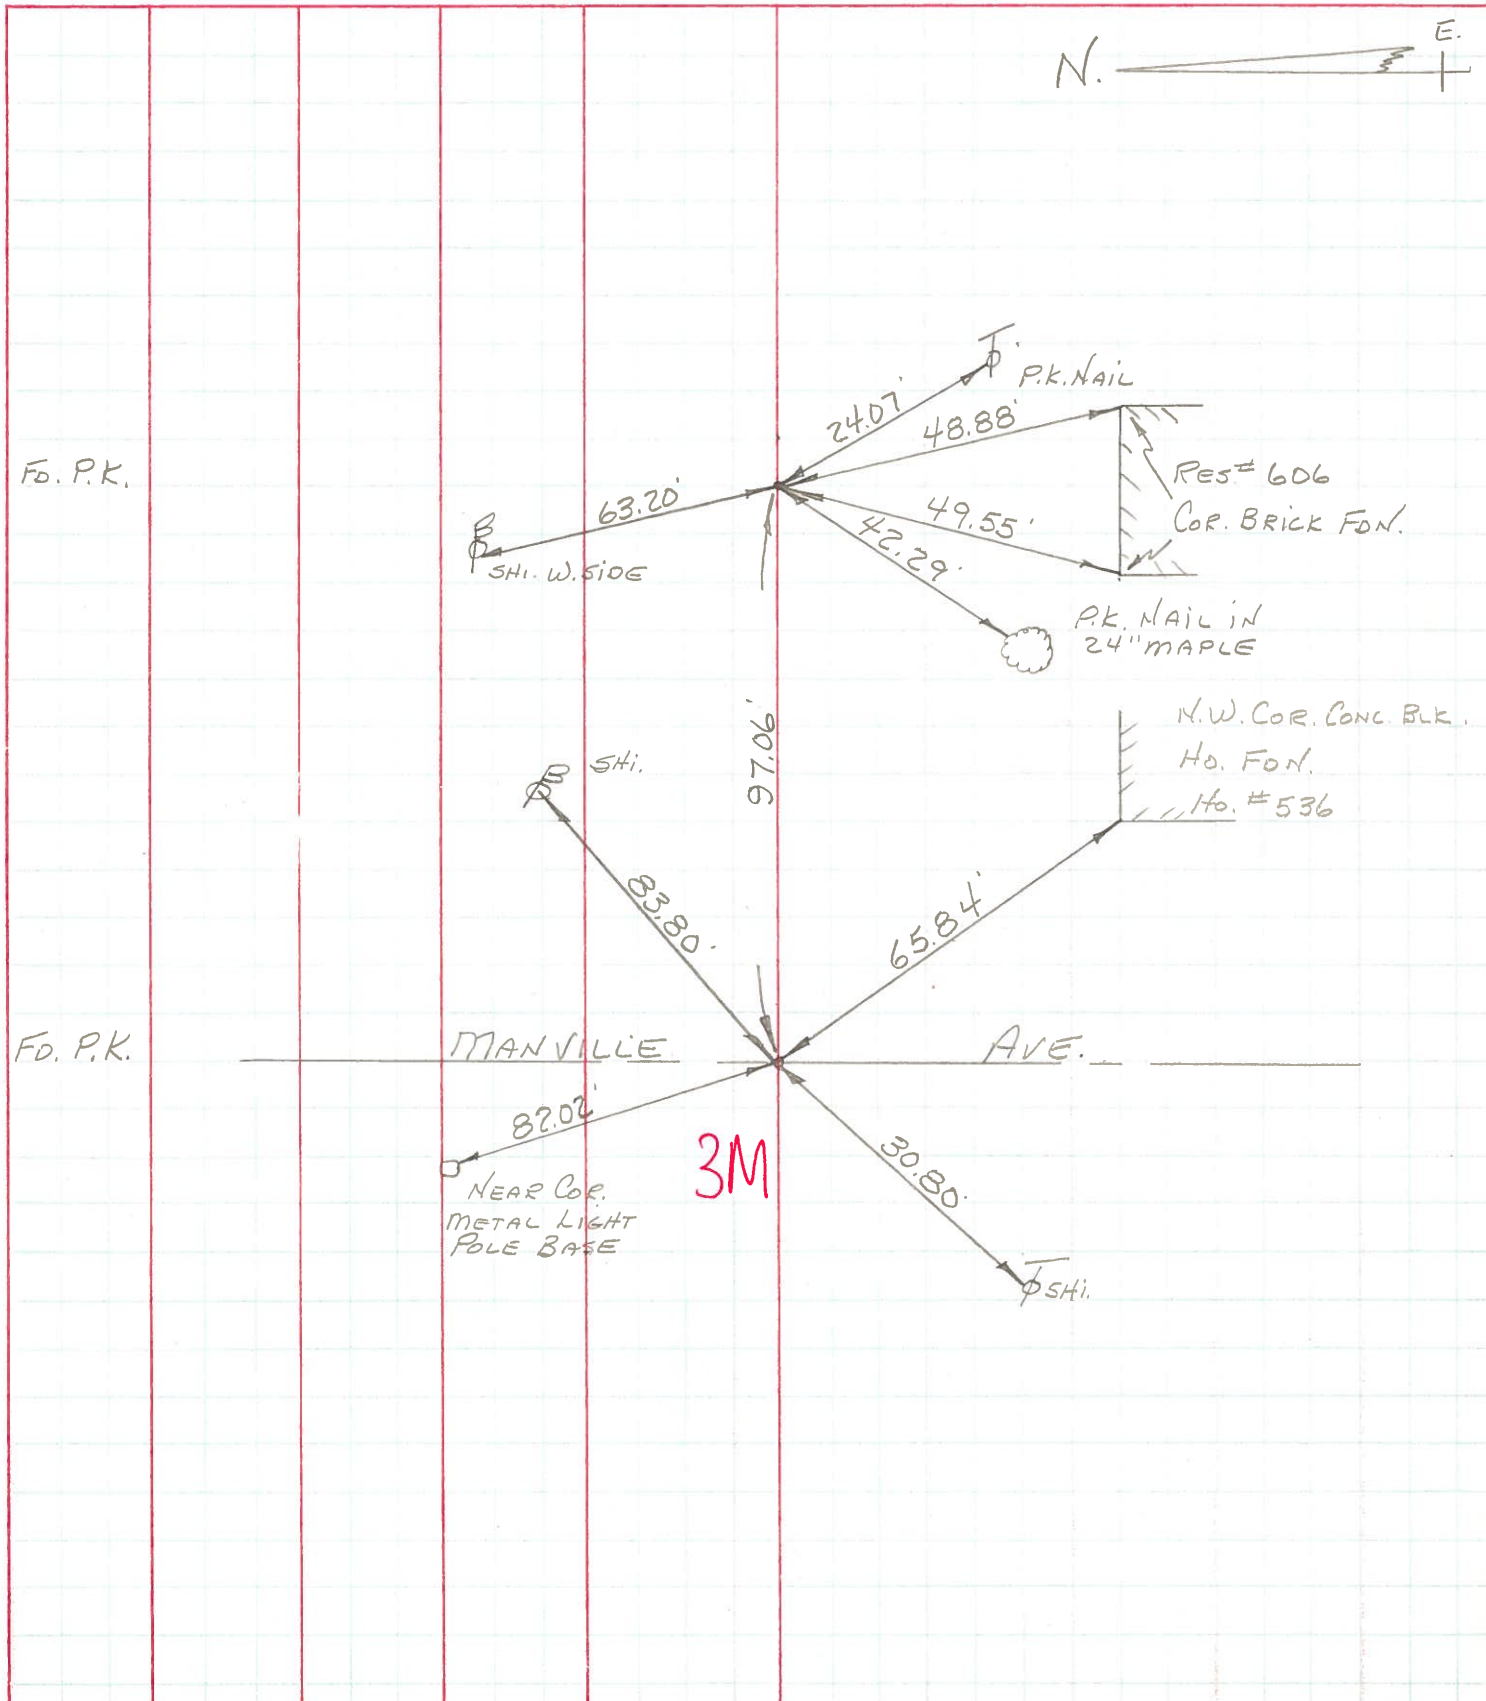 E.
N.
P.K. NAIL
24.07'
48.88'
FD. P.K.
RES # 606
63.20'
49.55'
COR. BRICK FDN.
42.29'
SHI. W. SIDE
P.K. NAIL IN
24" MAPLE
97.06'
N.W. COR. CONC. BLK.
HO. FDN.
HO. # 536
SHI.
83.80'
65.84'
FD. P.K.
MANVILLE AVE.
82.02'
3M
30.80'
NEAR COR.
METAL LIGHT
POLE BASE
SHI.